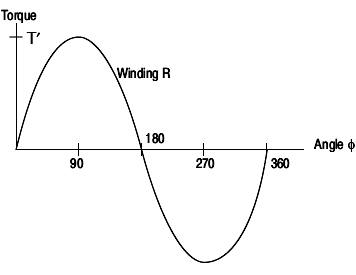 Torque
T′
Winding R
180
Angle ϕ
90
270
360